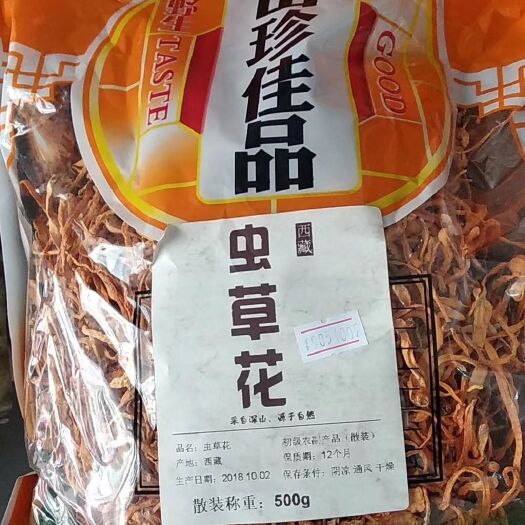 山珍佳品
TASTE
GOOD
西藏
虫草花
采自深山、源于自然
品名:虫草花 初级农副产品(散装)
产地:西藏 保质期:12个月
生产日期:2018.10.02 保存条件:阴凉 通风 干燥
散装称重:500g